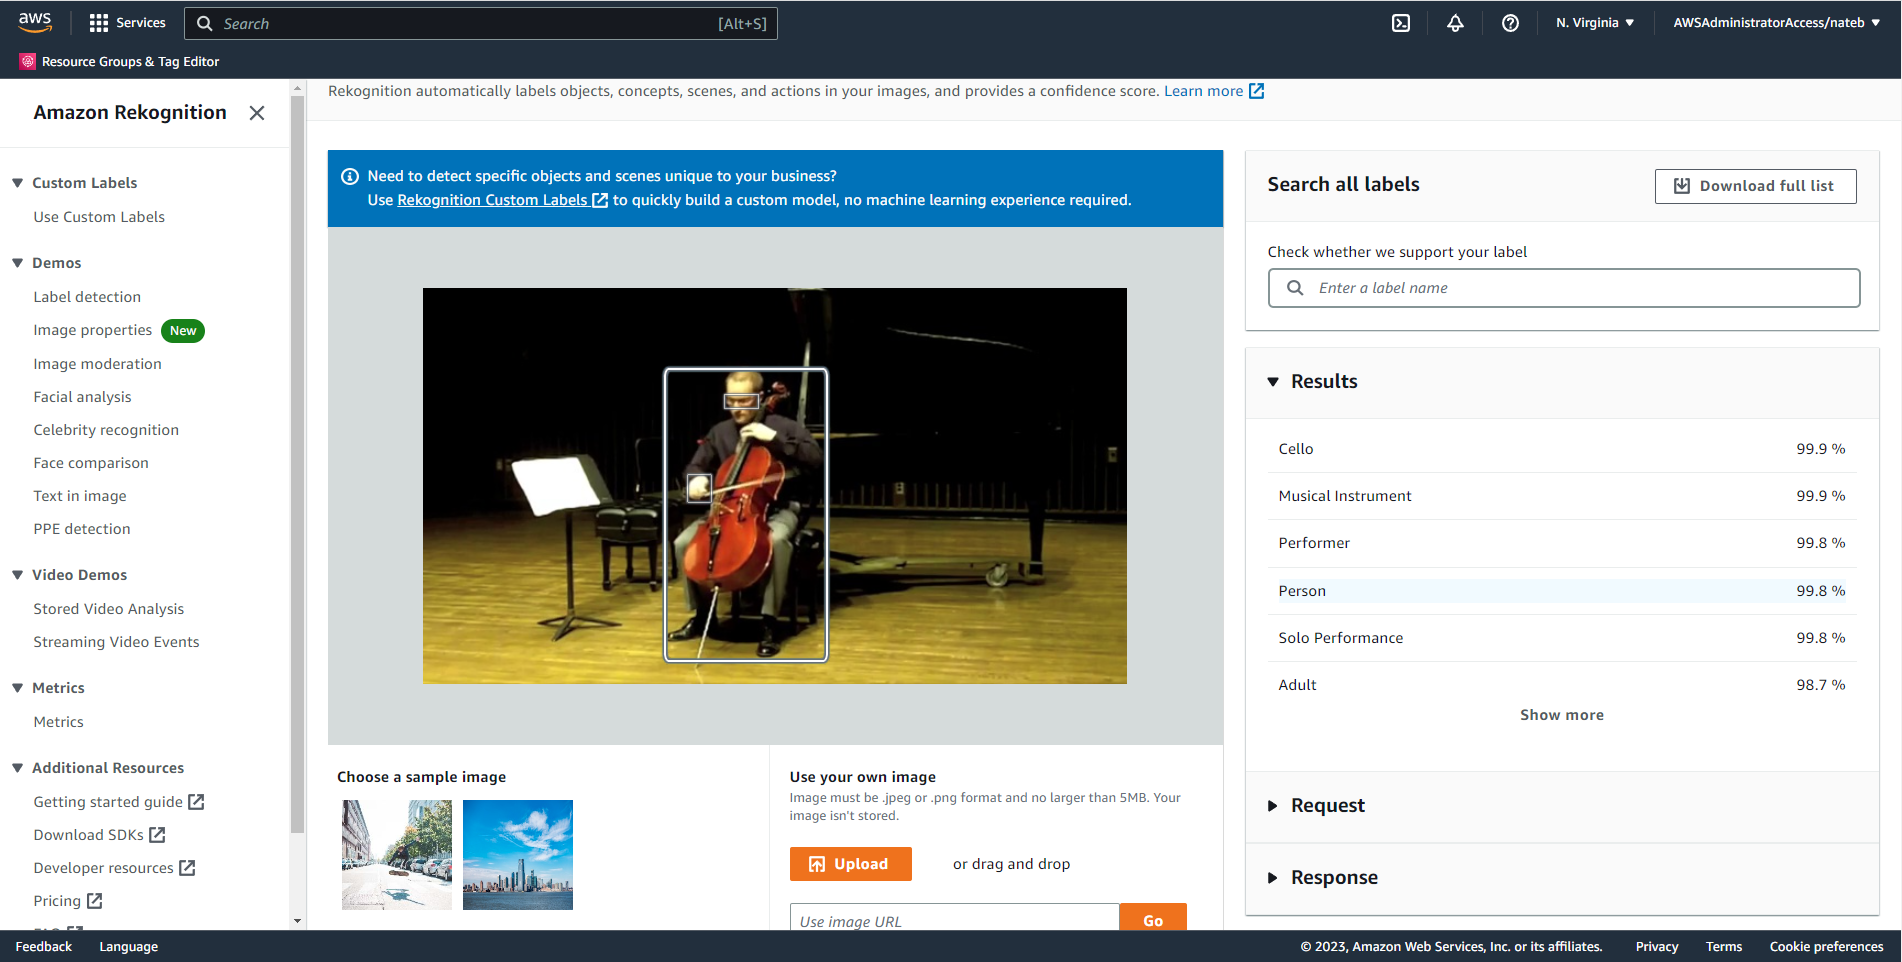 aws
Services
Search
[Alt+S]
N. Virginia
AWSAdministratorAccess/nateb
Resource Groups & Tag Editor
Amazon Rekognition
Custom Labels
Use Custom Labels
Demos
Label detection
Image properties New
Image moderation
Facial analysis
Celebrity recognition
Face comparison
Text in image
PPE detection
Video Demos
Stored Video Analysis
Streaming Video Events
Metrics
Metrics
Additional Resources
Getting started guide
Download SDKs
Developer resources
Pricing
Rekognition automatically labels objects, concepts, scenes, and actions in your images, and provides a confidence score. Learn more
Need to detect specific objects and scenes unique to your business?
Use Rekognition Custom Labels to quickly build a custom model, no machine learning experience required.
Choose a sample image
Use your own image
Image must be .jpeg or .png format and no larger than 5MB. Your
image isn't stored.
Upload
or drag and drop
Use image URL
Go
Search all labels
Download full list
Check whether we support your label
Enter a label name
Results
Cello 99.9 %
Musical Instrument 99.9 %
Performer 99.8 %
Person 99.8 %
Solo Performance 99.8 %
Adult 98.7 %
Show more
Request
Response
Feedback
Language
© 2023, Amazon Web Services, Inc. or its affiliates.
Privacy
Terms
Cookie preferences